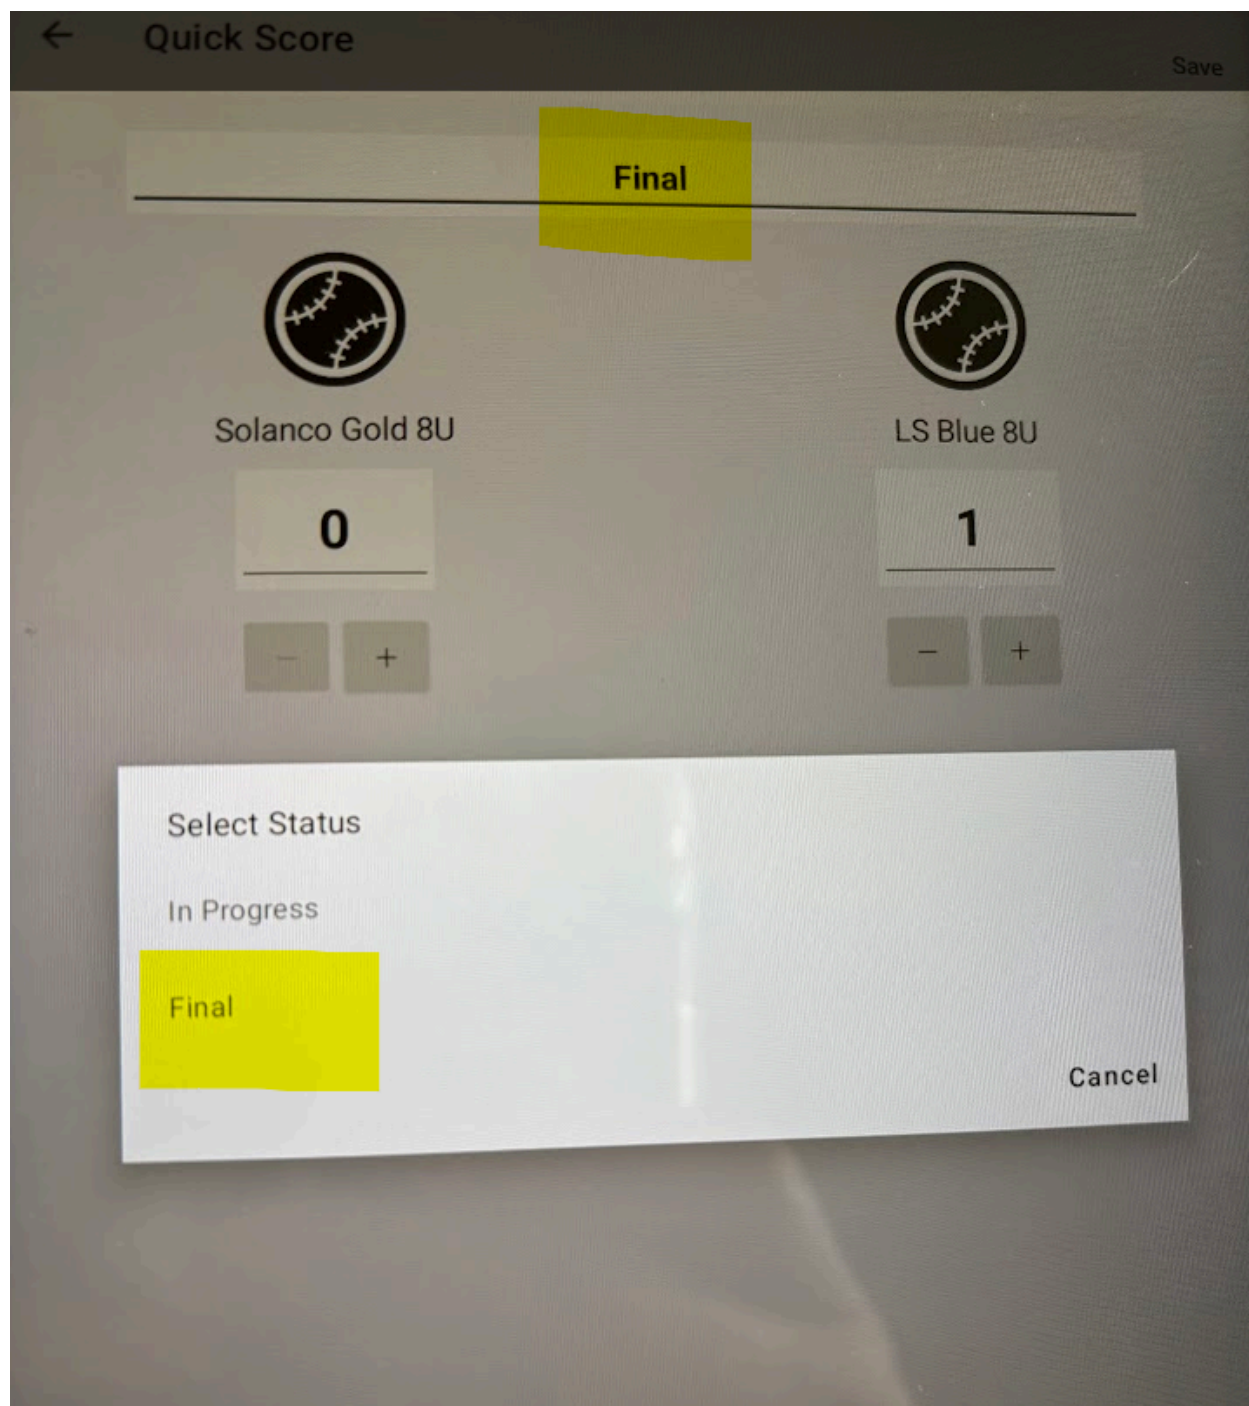 Quick Score
Save
Final
Solanco Gold 8U
LS Blue 8U
0
1
− +
− +
Select Status
In Progress
Final
Cancel